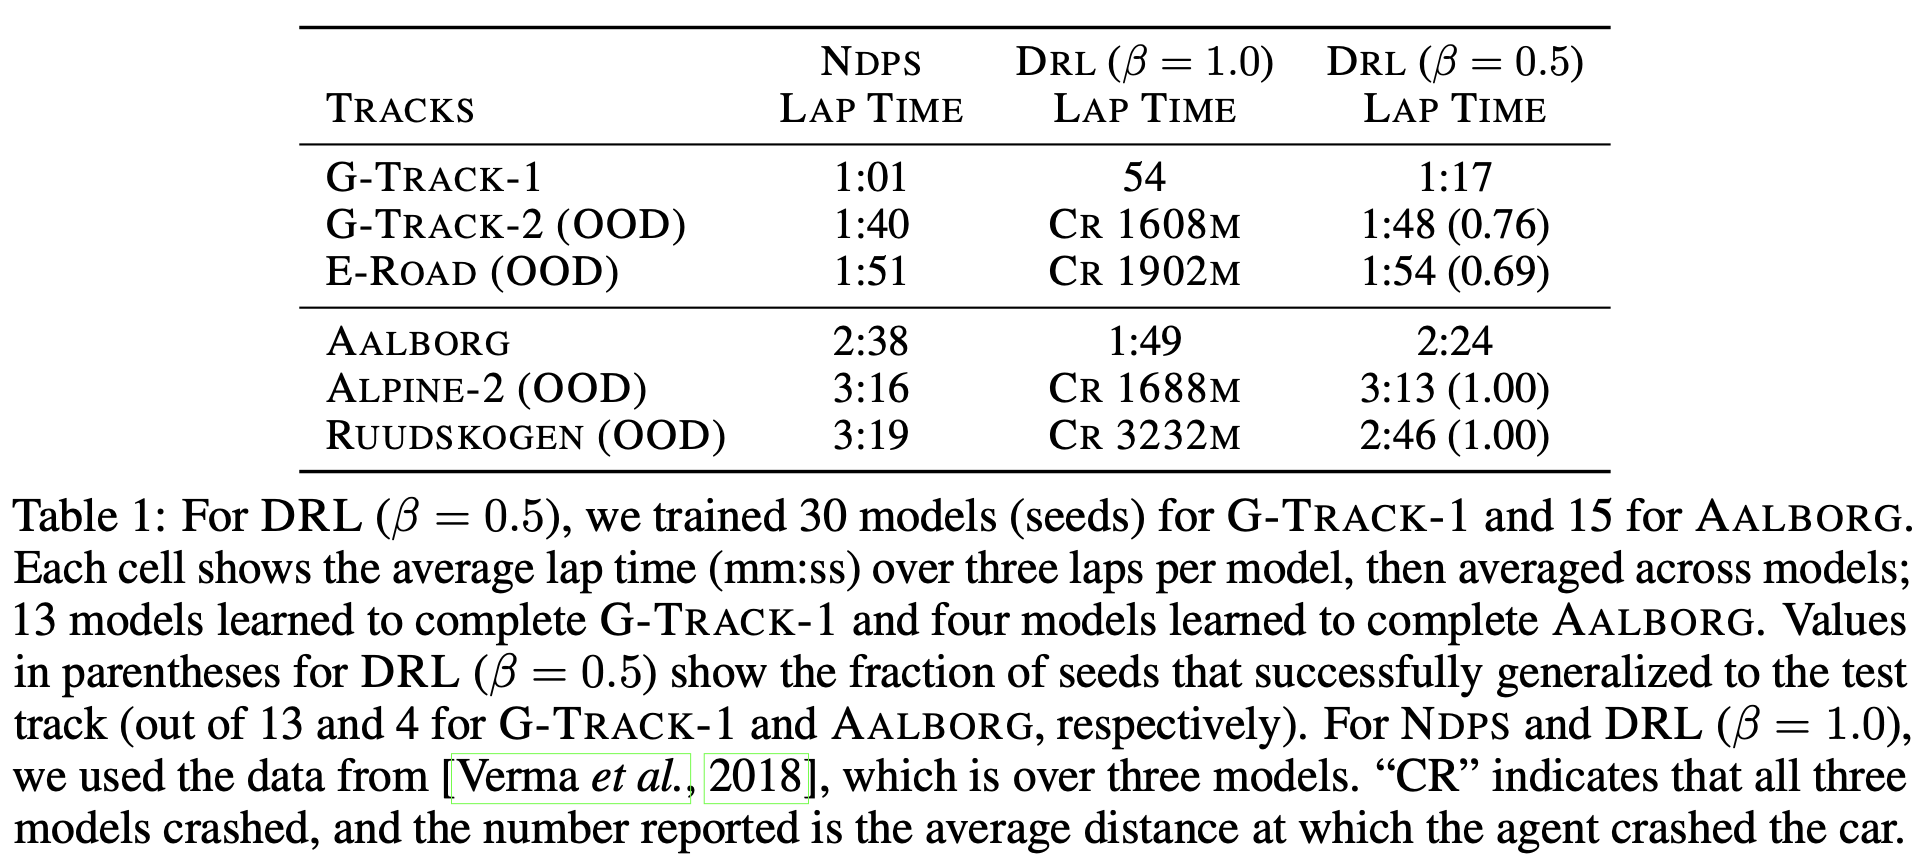 NDPS DRL (β = 1.0) DRL (β = 0.5)
TRACKS LAP TIME LAP TIME LAP TIME
G-TRACK-1 1:01 54 1:17
G-TRACK-2 (OOD) 1:40 CR 1608M 1:48 (0.76)
E-ROAD (OOD) 1:51 CR 1902M 1:54 (0.69)
AALBORG 2:38 1:49 2:24
ALPINE-2 (OOD) 3:16 CR 1688M 3:13 (1.00)
RUUDSKOGEN (OOD) 3:19 CR 3232M 2:46 (1.00)
Table 1: For DRL (β = 0.5), we trained 30 models (seeds) for G-TRACK-1 and 15 for AALBORG.
Each cell shows the average lap time (mm:ss) over three laps per model, then averaged across models;
13 models learned to complete G-TRACK-1 and four models learned to complete AALBORG. Values
in parentheses for DRL (β = 0.5) show the fraction of seeds that successfully generalized to the test
track (out of 13 and 4 for G-TRACK-1 and AALBORG, respectively). For NDPS and DRL (β = 1.0),
we used the data from [Verma et al., 2018], which is over three models. “CR” indicates that all three
models crashed, and the number reported is the average distance at which the agent crashed the car.